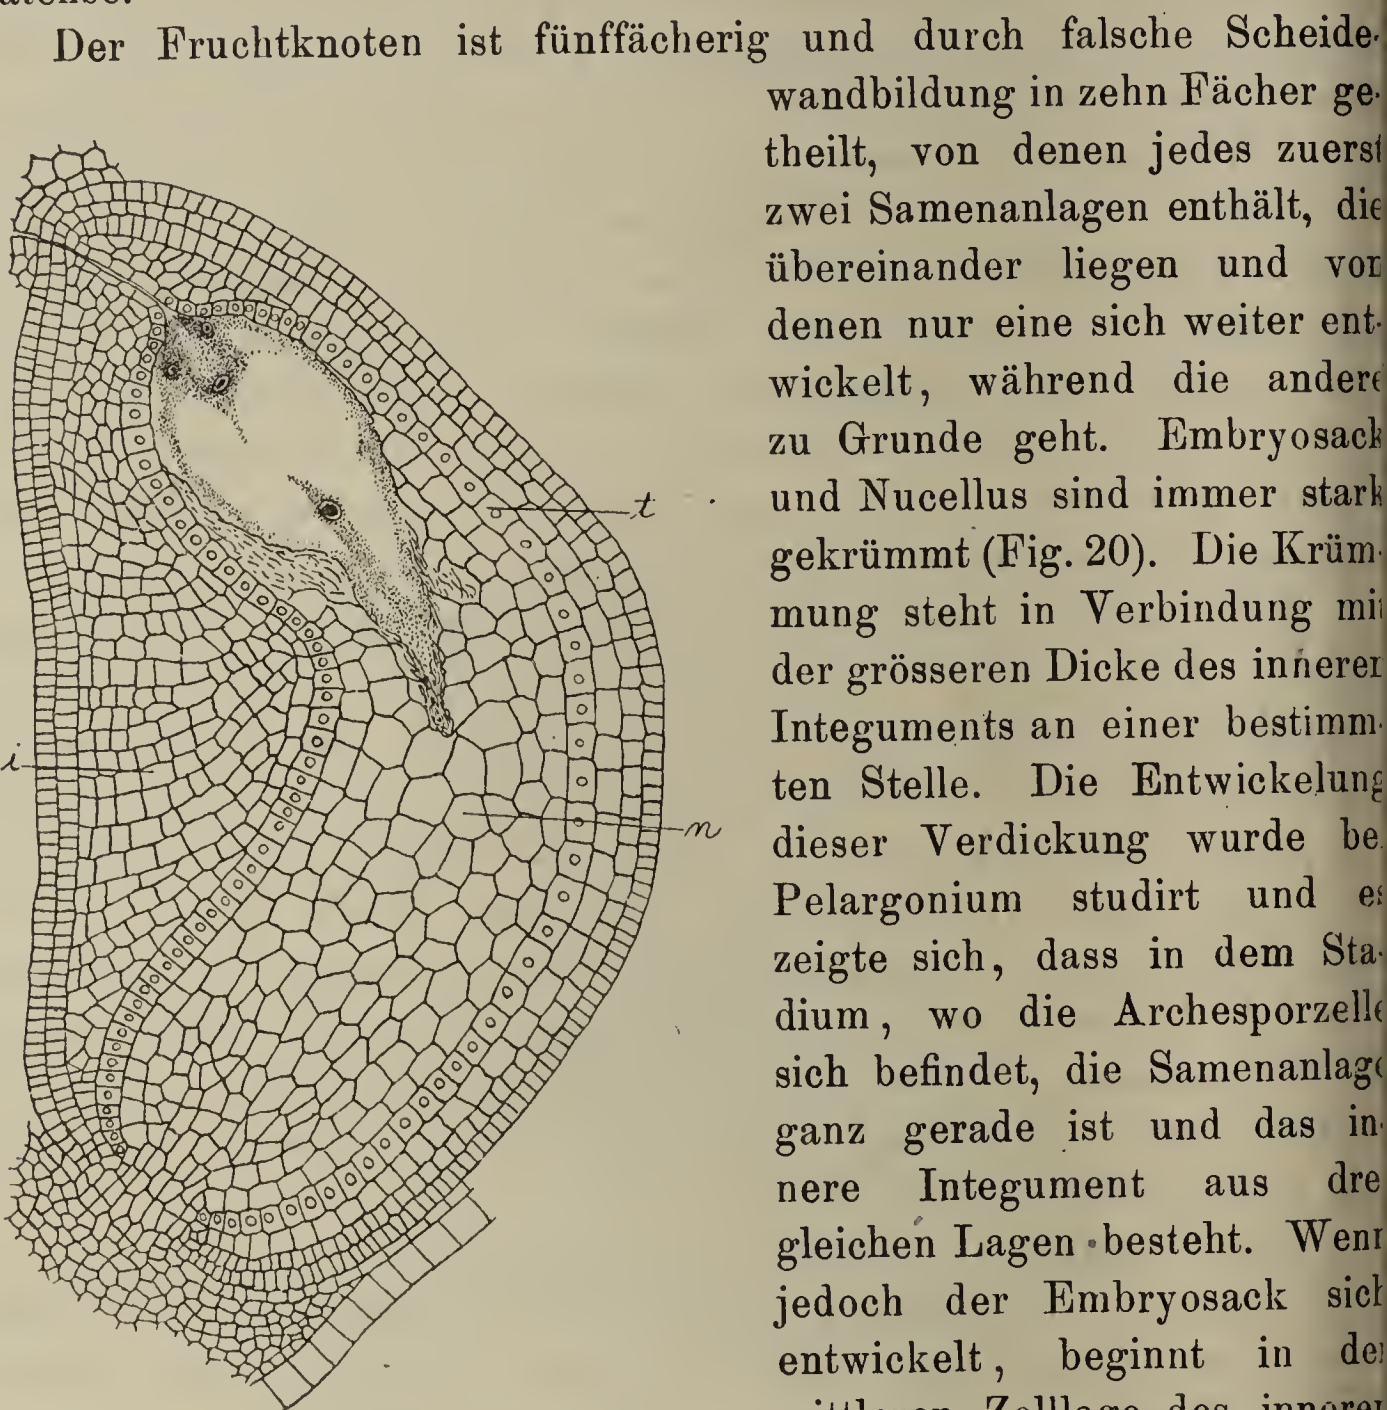 Der Fruchtknoten ist fünffächerig und durch falsche Scheide-
wandbildung in zehn Fächer ge-
theilt, von denen jedes zuerst
zwei Samenanlagen enthält, die
übereinander liegen und von
denen nur eine sich weiter ent-
wickelt, während die andere
zu Grunde geht. Embryosack
und Nucellus sind immer stark
gekrümmt (Fig. 20). Die Krüm-
mung steht in Verbindung mit
der grösseren Dicke des inneren
Integuments an einer bestimm-
ten Stelle. Die Entwickelung
dieser Verdickung wurde be
Pelargonium studirt und es
zeigte sich, dass in dem Sta-
dium, wo die Archesporzelle
sich befindet, die Samenanlage
ganz gerade ist und das in-
nere Integument aus dre
gleichen Lagen besteht. Wenn
jedoch der Embryosack sich
entwickelt, beginnt in der
Zelllage des inneren
t
i
n